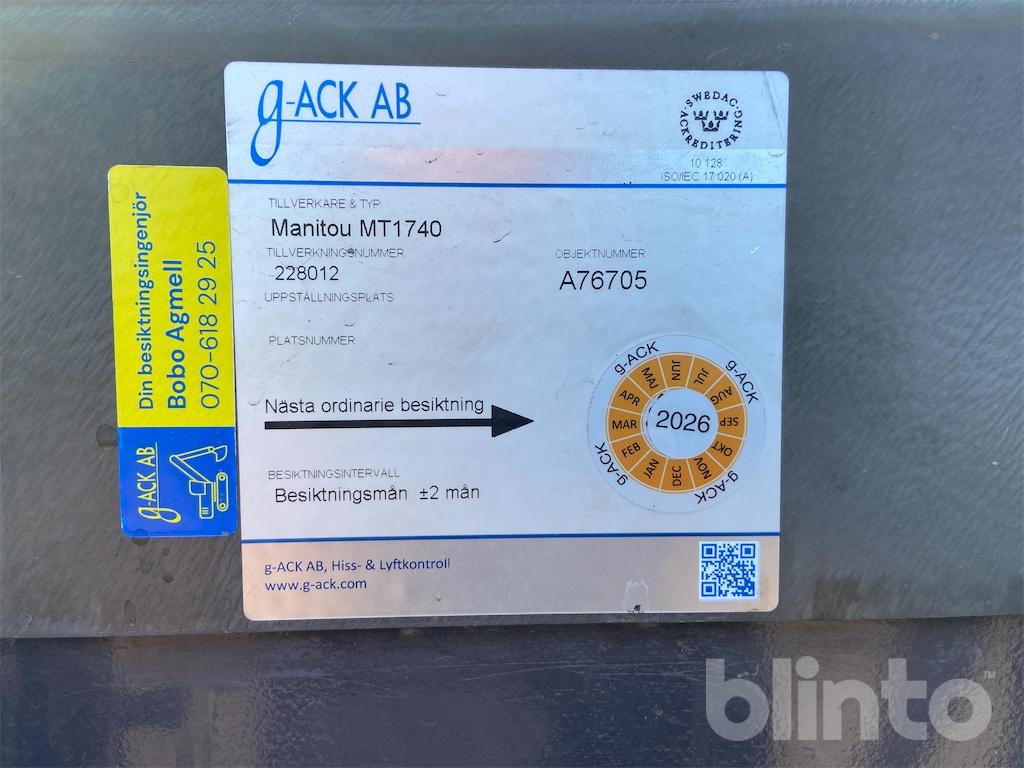 g-ACK AB
SWEDAC
ACKREDITERING
10 128
ISO/IEC 17 020 (A)
TILLVERKARE & TYP
Manitou MT1740
TILLVERKNINGSNUMMER
228012
OBJEKTNUMMER
A76705
UPPSTÄLLNINGSPLATS
PLATSNUMMER
Nästa ordinarie besiktning
BESIKTNINGSINTERVALL
Besiktningsmån ±2 mån
g-ACK
g-ACK
g-ACK
g-ACK
JAN
FEB
MAR
APR
MAJ
JUN
JUL
AUG
SEP
OKT
NOV
DEC
2026
g-ACK AB, Hiss- & Lyftkontroll
www.g-ack.com
Din besiktningsingenjör
Bobo Agmell
070-618 29 25
g-ACK AB
blinto™